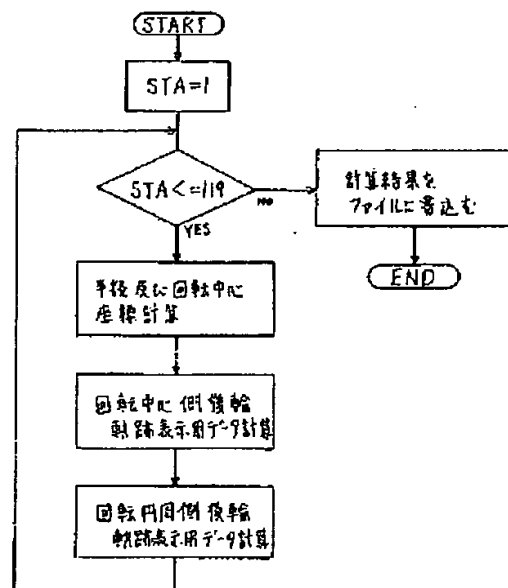 START
STA=1
STA<=119
NO
YES
計算結果を
ファイルに書込む
END
半径及び回転中心
座標計算
回転中心側後輪
軌跡表示用データ計算
回転円周側後輪
軌跡表示用データ計算